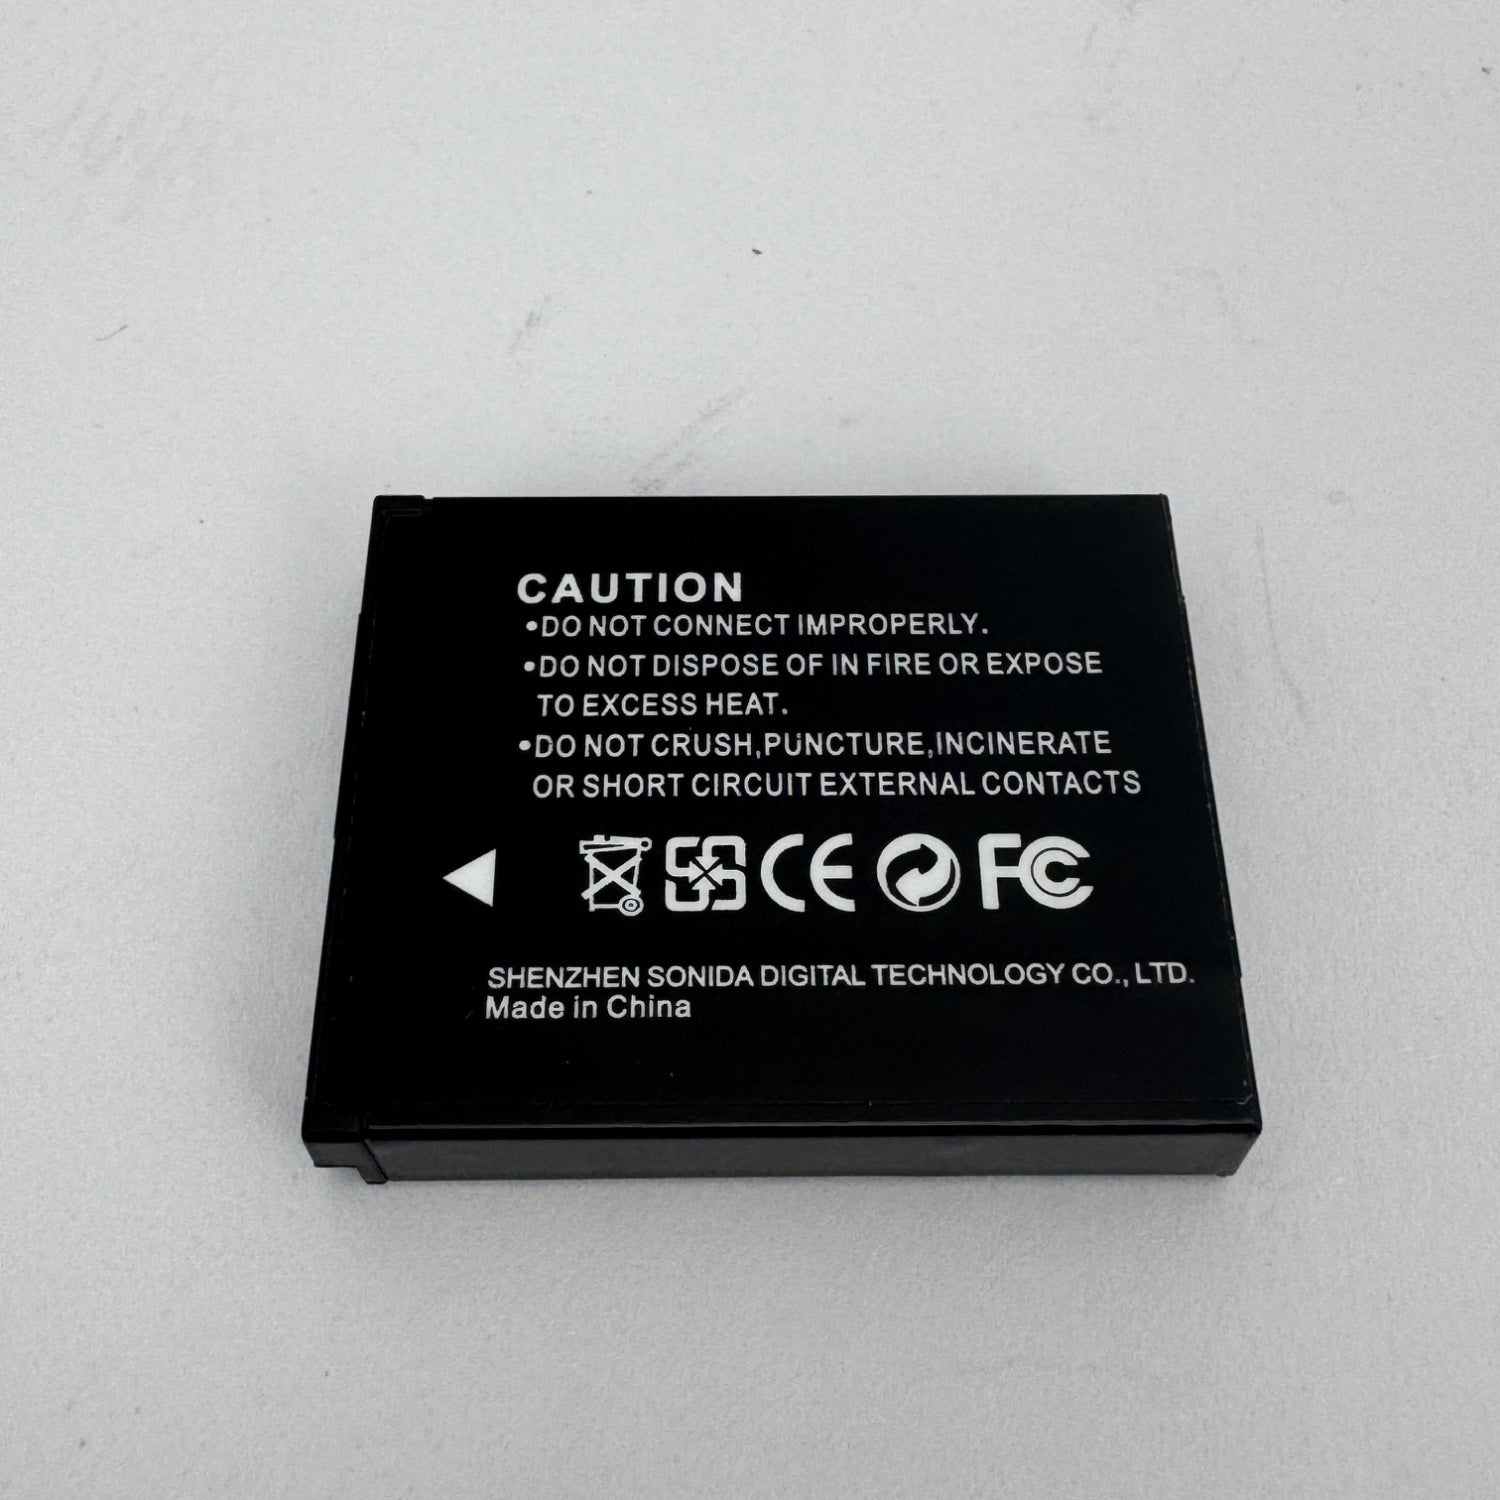 CAUTION
•DO NOT CONNECT IMPROPERLY.
•DO NOT DISPOSE OF IN FIRE OR EXPOSE
TO EXCESS HEAT.
•DO NOT CRUSH,PUNCTURE,INCINERATE
OR SHORT CIRCUIT EXTERNAL CONTACTS
CE FC
SHENZHEN SONIDA DIGITAL TECHNOLOGY CO., LTD.
Made in China